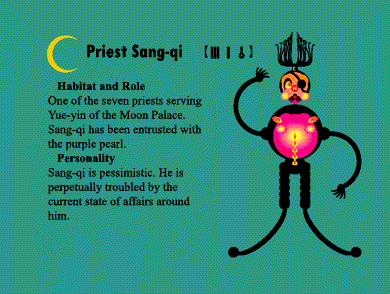 Priest Sang-qi
Habitat and Role
One of the seven priests serving
Yue-yin of the Moon Palace.
Sang-qi has been entrusted with
the purple pearl.
Personality
Sang-qi is pessimistic. He is
perpetually troubled by the
current state of affairs around
him.